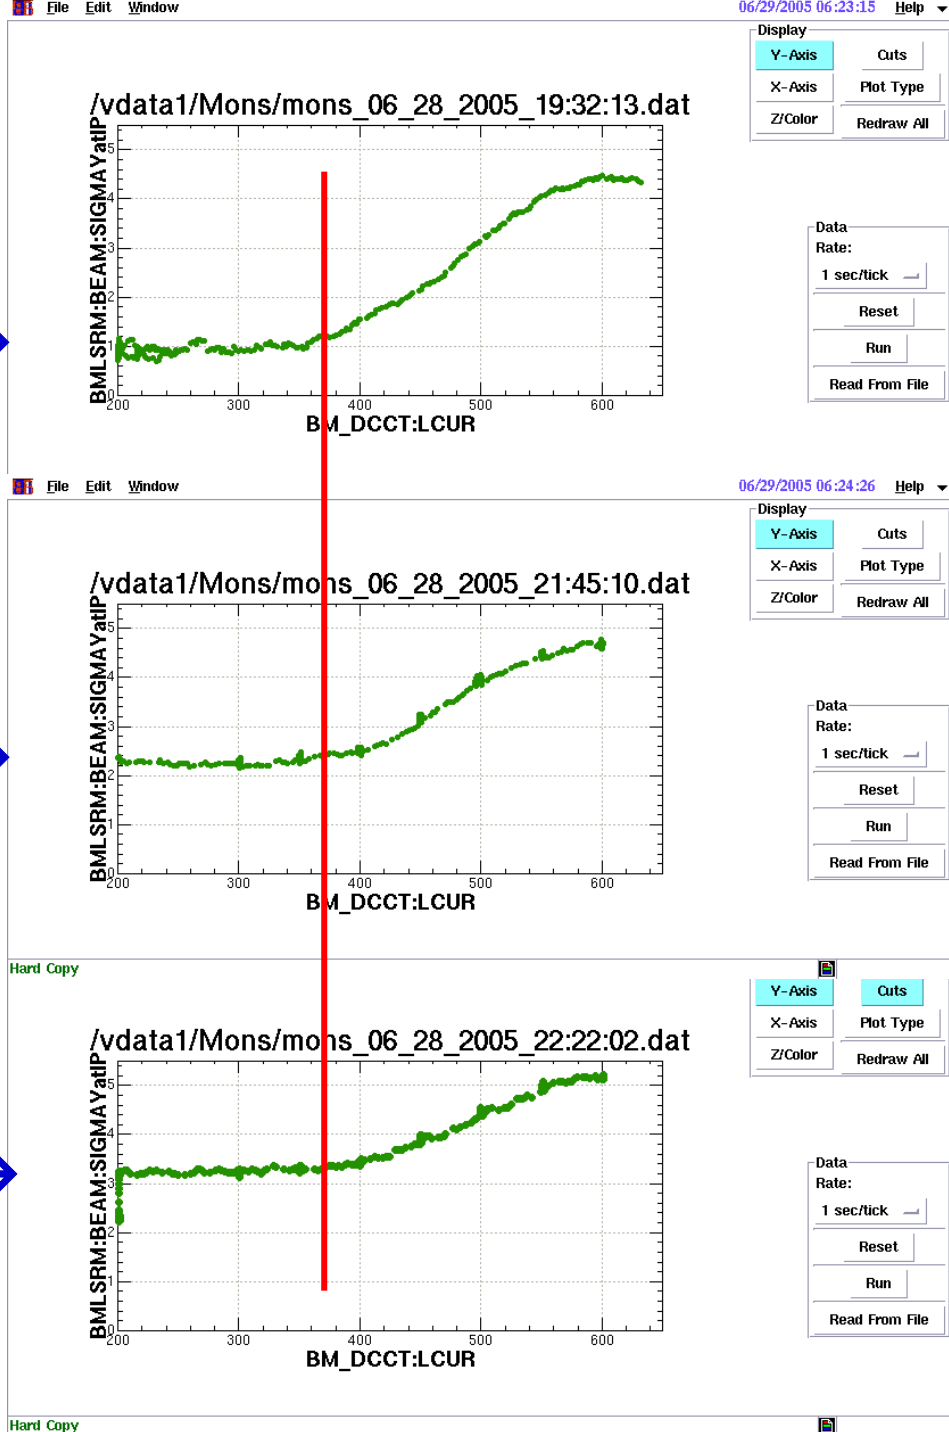 File Edit Window 06/29/2005 06:23:15 Help
Display
Y-Axis Cuts
X-Axis Plot Type
Z/Color Redraw All
/vdata1/Mons/mons_06_28_2005_19:32:13.dat
BMLSRM:BEAM:SIGMAYatIP
5
4
3
2
1
0
200 300 400 500 600
BM_DCCT:LCUR
Data
Rate:
1 sec/tick
Reset
Run
Read From File
File Edit Window 06/29/2005 06:24:26 Help
Display
Y-Axis Cuts
X-Axis Plot Type
Z/Color Redraw All
/vdata1/Mons/mons_06_28_2005_21:45:10.dat
BMLSRM:BEAM:SIGMAYatIP
5
4
3
2
1
0
200 300 400 500 600
BM_DCCT:LCUR
Data
Rate:
1 sec/tick
Reset
Run
Read From File
Hard Copy
Y-Axis Cuts
X-Axis Plot Type
Z/Color Redraw All
/vdata1/Mons/mons_06_28_2005_22:22:02.dat
BMLSRM:BEAM:SIGMAYatIP
5
4
3
2
1
0
200 300 400 500 600
BM_DCCT:LCUR
Data
Rate:
1 sec/tick
Reset
Run
Read From File
Hard Copy